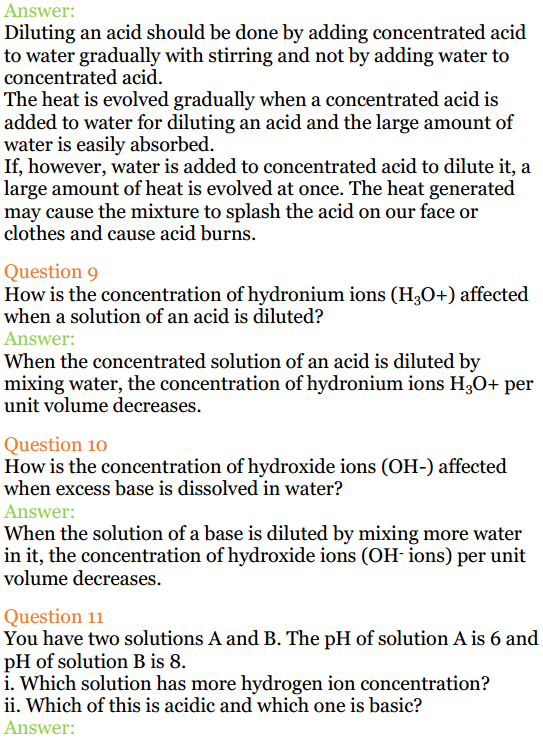 Answer:
Diluting an acid should be done by adding concentrated acid
to water gradually with stirring and not by adding water to
concentrated acid.
The heat is evolved gradually when a concentrated acid is
added to water for diluting an acid and the large amount of
water is easily absorbed.
If, however, water is added to concentrated acid to dilute it, a
large amount of heat is evolved at once. The heat generated
may cause the mixture to splash the acid on our face or
clothes and cause acid burns.
Question 9
How is the concentration of hydronium ions (H₃O+) affected
when a solution of an acid is diluted?
Answer:
When the concentrated solution of an acid is diluted by
mixing water, the concentration of hydronium ions H₃O+ per
unit volume decreases.
Question 10
How is the concentration of hydroxide ions (OH-) affected
when excess base is dissolved in water?
Answer:
When the solution of a base is diluted by mixing more water
in it, the concentration of hydroxide ions (OH⁻ ions) per unit
volume decreases.
Question 11
You have two solutions A and B. The pH of solution A is 6 and
pH of solution B is 8.
i. Which solution has more hydrogen ion concentration?
ii. Which of this is acidic and which one is basic?
Answer: